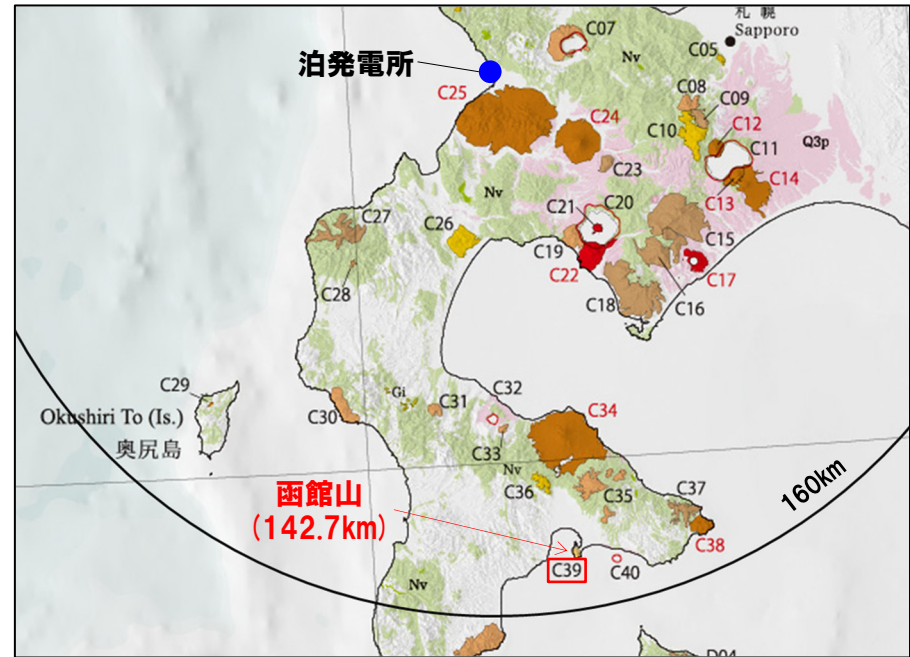 札 幌
Sapporo
C07
C05
Nv
泊発電所
C25
C08
C09
C24
C10
C12
C11
Q3p
C23
C14
C13
Nv
C21
C20
C27
C26
C15
C19
C22
C17
C28
C16
C18
C29
Gi
C31
C32
Okushiri To (Is.)
奥尻島
C30
C34
C33
Nv
C36
C35
160km
C37
函館山
(142.7km)
C38
C39
C40
Nv
D04